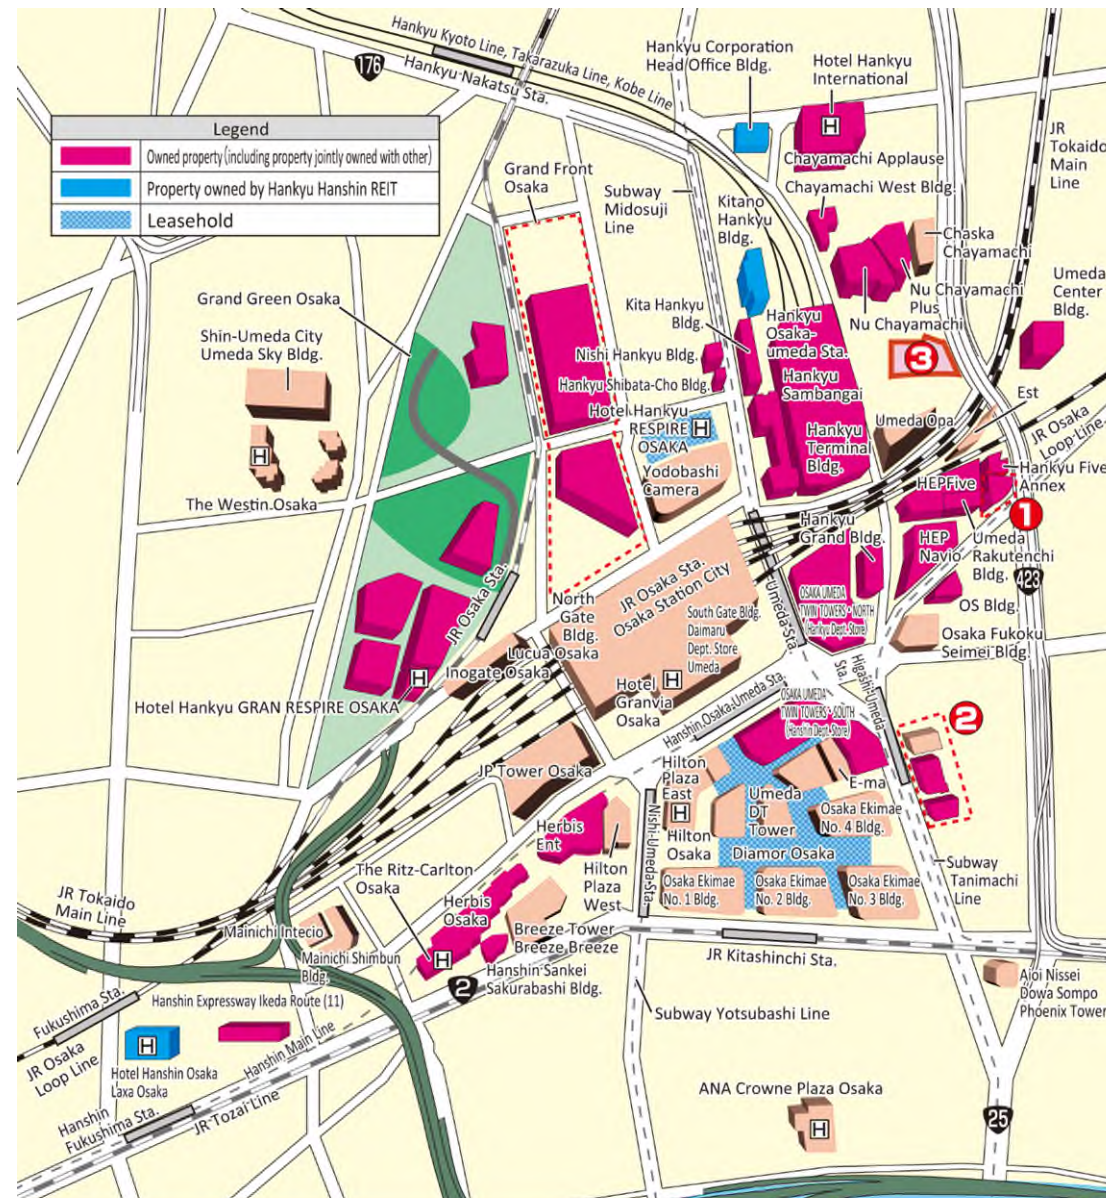 Hankyu Kyoto Line, Takarazuka Line, Kobe Line
Hankyu Nakatsu Sta.
176
Hankyu Corporation
Head Office Bldg.
Hotel Hankyu
International
H
Legend
Owned property (including property jointly owned with other)
Property owned by Hankyu Hanshin REIT
Leasehold
JR
Tokaido
Main
Line
Chayamachi Applause
Chayamachi West Bldg.
Grand Front
Osaka
Subway
Midosuji
Line
Kitano
Hankyu
Bldg.
Chaska
Chayamachi
Nu Chayamachi
Plus
Nu Chayamachi
Umeda
Center
Bldg.
Grand Green Osaka
Shin-Umeda City
Umeda Sky Bldg.
Kita Hankyu
Bldg.
Hankyu
Osaka-
umeda Sta.
Nishi Hankyu Bldg.
Hankyu Shibata-Cho Bldg.
Hankyu
Sambangai
3
Est
Hotel Hankyu
RESPIRE
OSAKA
H
Hankyu
Terminal
Bldg.
Umeda Opa
JR Osaka
Loop Line
H
The Westin Osaka
Yodobashi
Camera
HEPFive
Hankyu Five
Annex
1
Hankyu
Grand Bldg.
HEP
Navio
Umeda
Rakutenchi
Bldg.
423
JR Osaka Sta.
JR Osaka Sta.
Osaka Station City
Umeda Sta.
OSAKA UMEDA
TWIN TOWERS・NORTH
(Hankyu Dept. Store)
OS Bldg.
North
Gate
Bldg.
Lucua Osaka
Inogate Osaka
South Gate Bldg.
Daimaru
Dept. Store
Umeda
Osaka Fukoku
Seimei Bldg.
Higashi-Umeda
Sta.
Hotel Hankyu GRAN RESPIRE OSAKA
H
Hotel
Granvia
Osaka
H
Hanshin Osaka-Umeda Sta.
OSAKA UMEDA
TWIN TOWERS・SOUTH
(Hanshin Dept. Store)
2
JP Tower Osaka
Hilton
Plaza
East
H
Hilton
Osaka
Umeda
DT
Tower
E-ma
Osaka Ekimae
No. 4 Bldg.
Herbis
Ent
Hilton
Plaza
West
Nishi-Umeda Sta.
Diamor Osaka
Subway
Tanimachi
Line
The Ritz-Carlton
Osaka
Osaka Ekimae
No. 1 Bldg.
Osaka Ekimae
No. 2 Bldg.
Osaka Ekimae
No. 3 Bldg.
JR Tokaido
Main Line
Herbis
Osaka
H
Mainichi Intecio
Mainichi Shimbun
Bldg.
Breeze Tower
Breeze Breeze
Hanshin Sankei
Sakurabashi Bldg.
JR Kitashinchi Sta.
2
Aioi Nissei
Dowa Sompo
Phoenix Tower
Hanshin Expressway Ikeda Route (11)
Fukushima Sta.
JR Osaka
Loop Line
H
Hotel Hanshin Osaka
Laxa Osaka
Hanshin Main Line
Subway Yotsubashi Line
Hanshin
Fukushima Sta.
JR Tozai Line
ANA Crowne Plaza Osaka
H
25